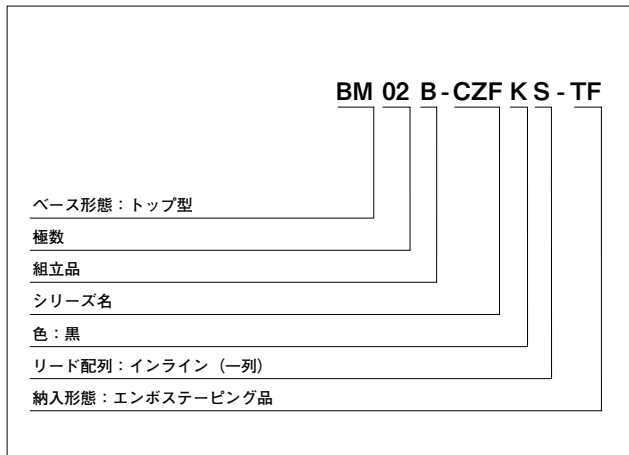 BM 02 B - CZF K S - TF
ベース形態：トップ型
極数
組立品
シリーズ名
色：黒
リード配列：インライン（一列）
納入形態：エンボステーピング品